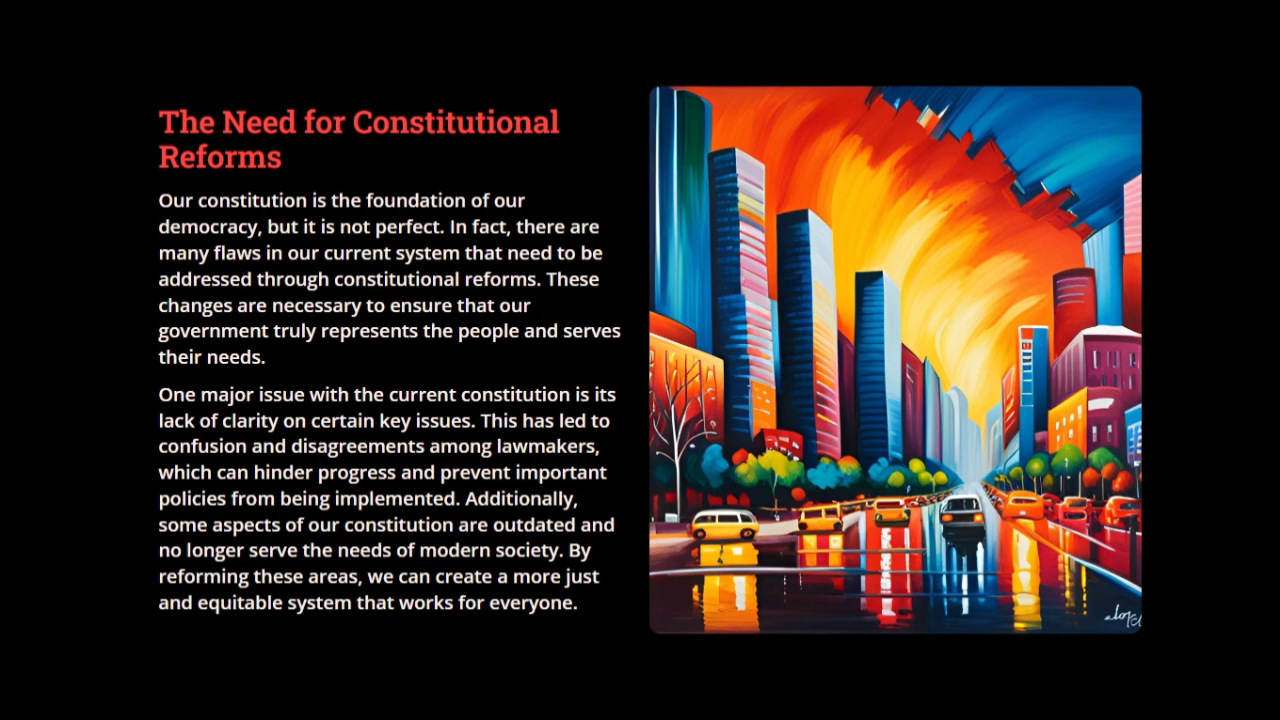 The Need for Constitutional
Reforms
Our constitution is the foundation of our
democracy, but it is not perfect. In fact, there are
many flaws in our current system that need to be
addressed through constitutional reforms. These
changes are necessary to ensure that our
government truly represents the people and serves
their needs.
One major issue with the current constitution is its
lack of clarity on certain key issues. This has led to
confusion and disagreements among lawmakers,
which can hinder progress and prevent important
policies from being implemented. Additionally,
some aspects of our constitution are outdated and
no longer serve the needs of modern society. By
reforming these areas, we can create a more just
and equitable system that works for everyone.